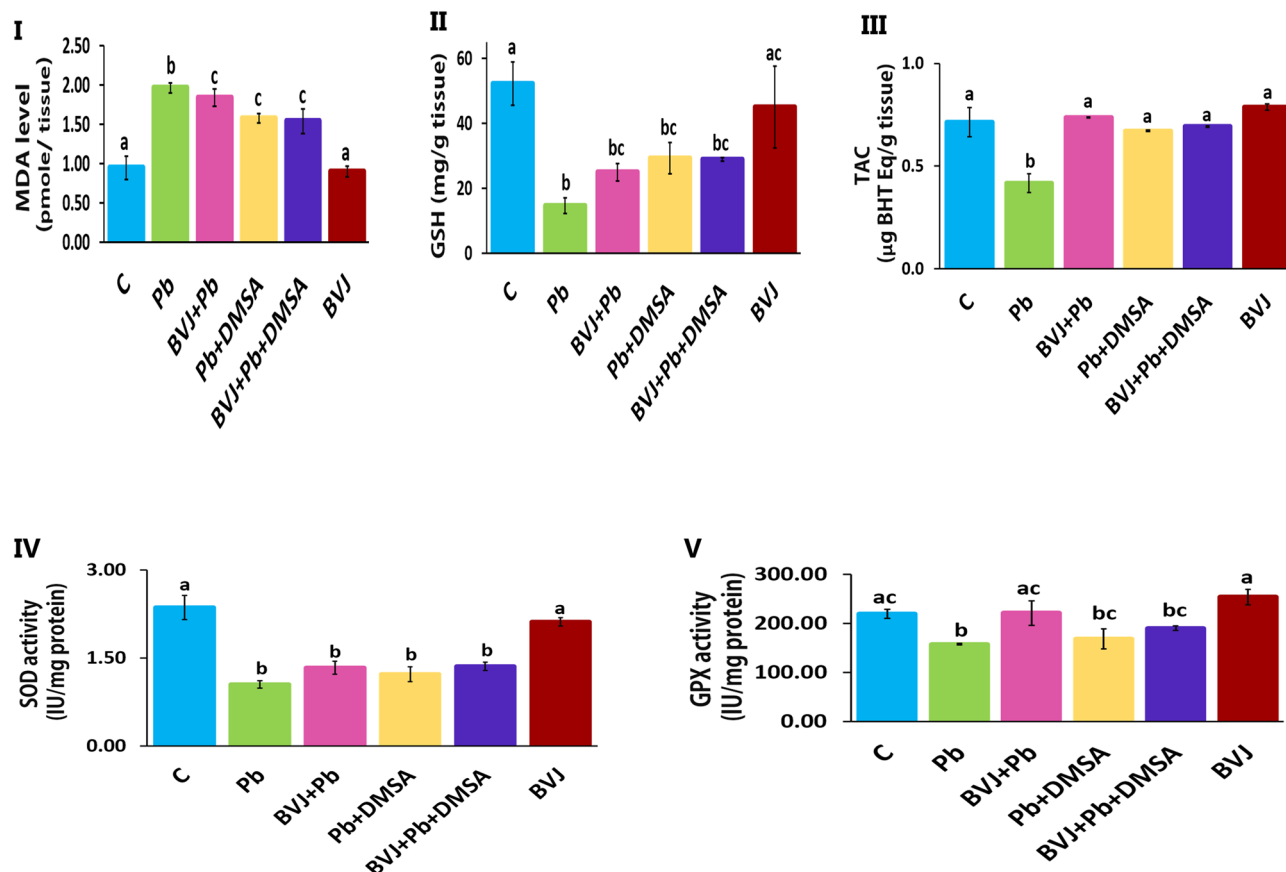 I
MDA level
(pmole/ tissue)
2.50
2.00
1.50
1.00
0.50
0.00
a
b
c
c
c
a
C
Pb
BVJ+Pb
Pb+DMSA
BVJ+Pb+DMSA
BVJ
II
GSH (mg/g tissue)
60
40
20
0
a
b
bc
bc
bc
ac
C
Pb
BVJ+Pb
Pb+DMSA
BVJ+Pb+DMSA
BVJ
III
TAC
(µg BHT Eq/g tissue)
1.0
0.5
0.0
a
b
a
a
a
a
C
Pb
BVJ+Pb
Pb+DMSA
BVJ+Pb+DMSA
BVJ
IV
SOD activity
(IU/mg protein)
3.00
1.50
0.00
a
b
b
b
b
a
C
Pb
BVJ+Pb
Pb+DMSA
BVJ+Pb+DMSA
BVJ
V
GPX activity
(IU/mg protein)
300.00
200.00
100.00
0.00
ac
b
ac
bc
bc
a
C
Pb
BVJ+Pb
Pb+DMSA
BVJ+Pb+DMSA
BVJ